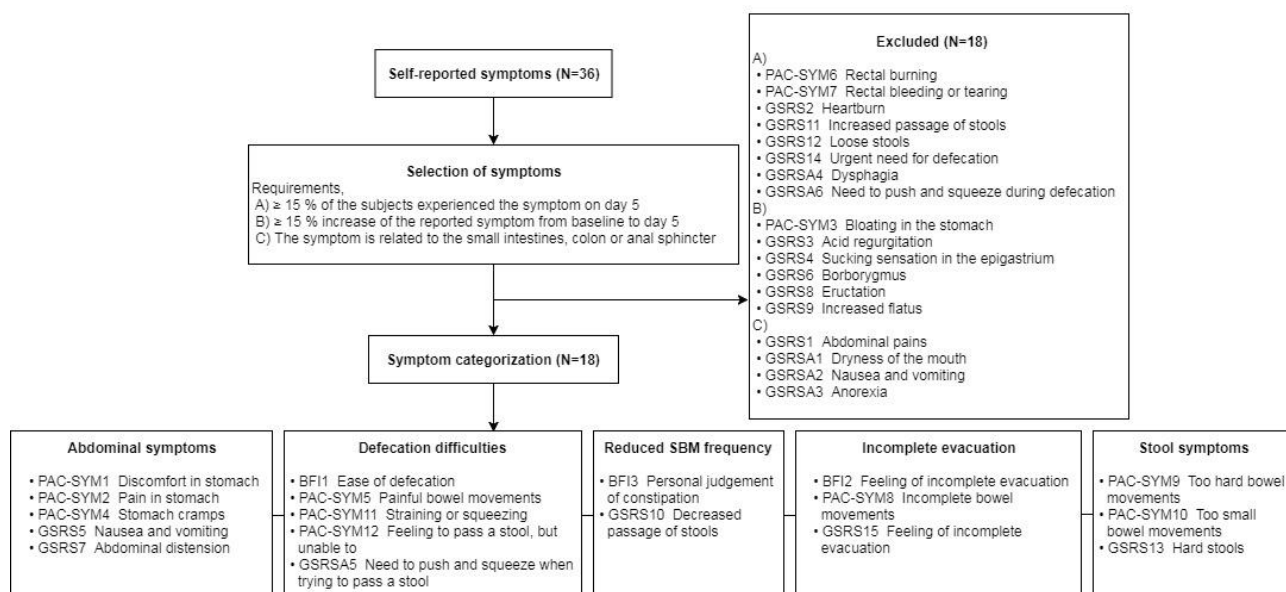 Self-reported symptoms (N=36)
Selection of symptoms
Requirements,
A) ≥ 15 % of the subjects experienced the symptom on day 5
B) ≥ 15 % increase of the reported symptom from baseline to day 5
C) The symptom is related to the small intestines, colon or anal sphincter
Excluded (N=18)
A)
• PAC-SYM6 Rectal burning
• PAC-SYM7 Rectal bleeding or tearing
• GSRS2 Heartburn
• GSRS11 Increased passage of stools
• GSRS12 Loose stools
• GSRS14 Urgent need for defecation
• GSRSA4 Dysphagia
• GSRSA6 Need to push and squeeze during defecation
B)
• PAC-SYM3 Bloating in the stomach
• GSRS3 Acid regurgitation
• GSRS4 Sucking sensation in the epigastrium
• GSRS6 Borborygmus
• GSRS8 Eructation
• GSRS9 Increased flatus
C)
• GSRS1 Abdominal pains
• GSRSA1 Dryness of the mouth
• GSRSA2 Nausea and vomiting
• GSRSA3 Anorexia
Symptom categorization (N=18)
Abdominal symptoms
• PAC-SYM1 Discomfort in stomach
• PAC-SYM2 Pain in stomach
• PAC-SYM4 Stomach cramps
• GSRS5 Nausea and vomiting
• GSRS7 Abdominal distension
Defecation difficulties
• BFI1 Ease of defecation
• PAC-SYM5 Painful bowel movements
• PAC-SYM11 Straining or squeezing
• PAC-SYM12 Feeling to pass a stool, but
unable to
• GSRSA5 Need to push and squeeze when
trying to pass a stool
Reduced SBM frequency
• BFI3 Personal judgement
of constipation
• GSRS10 Decreased
passage of stools
Incomplete evacuation
• BFI2 Feeling of incomplete evacuation
• PAC-SYM8 Incomplete bowel
movements
• GSRS15 Feeling of incomplete
evacuation
Stool symptoms
• PAC-SYM9 Too hard bowel
movements
• PAC-SYM10 Too small
bowel movements
• GSRS13 Hard stools